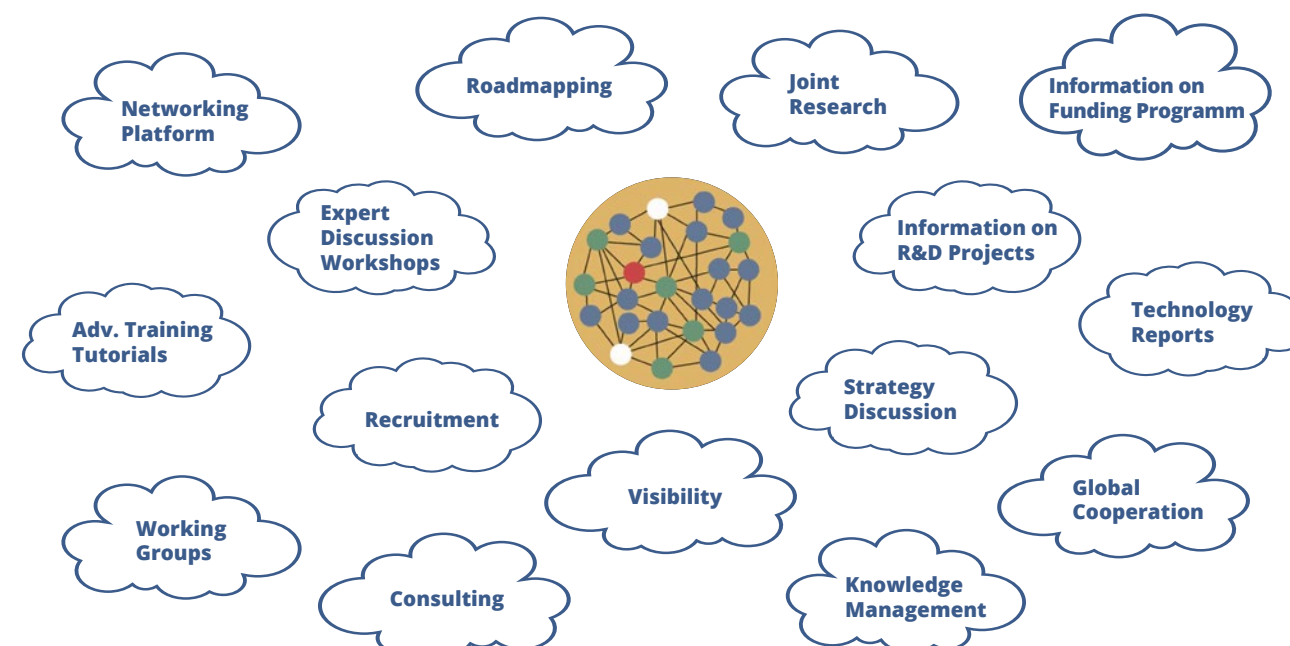 Networking
Platform
Roadmapping
Joint
Research
Information on
Funding Programm
Expert
Discussion
Workshops
Information on
R&D Projects
Adv. Training
Tutorials
Technology
Reports
Recruitment
Strategy
Discussion
Visibility
Global
Cooperation
Working
Groups
Consulting
Knowledge
Management